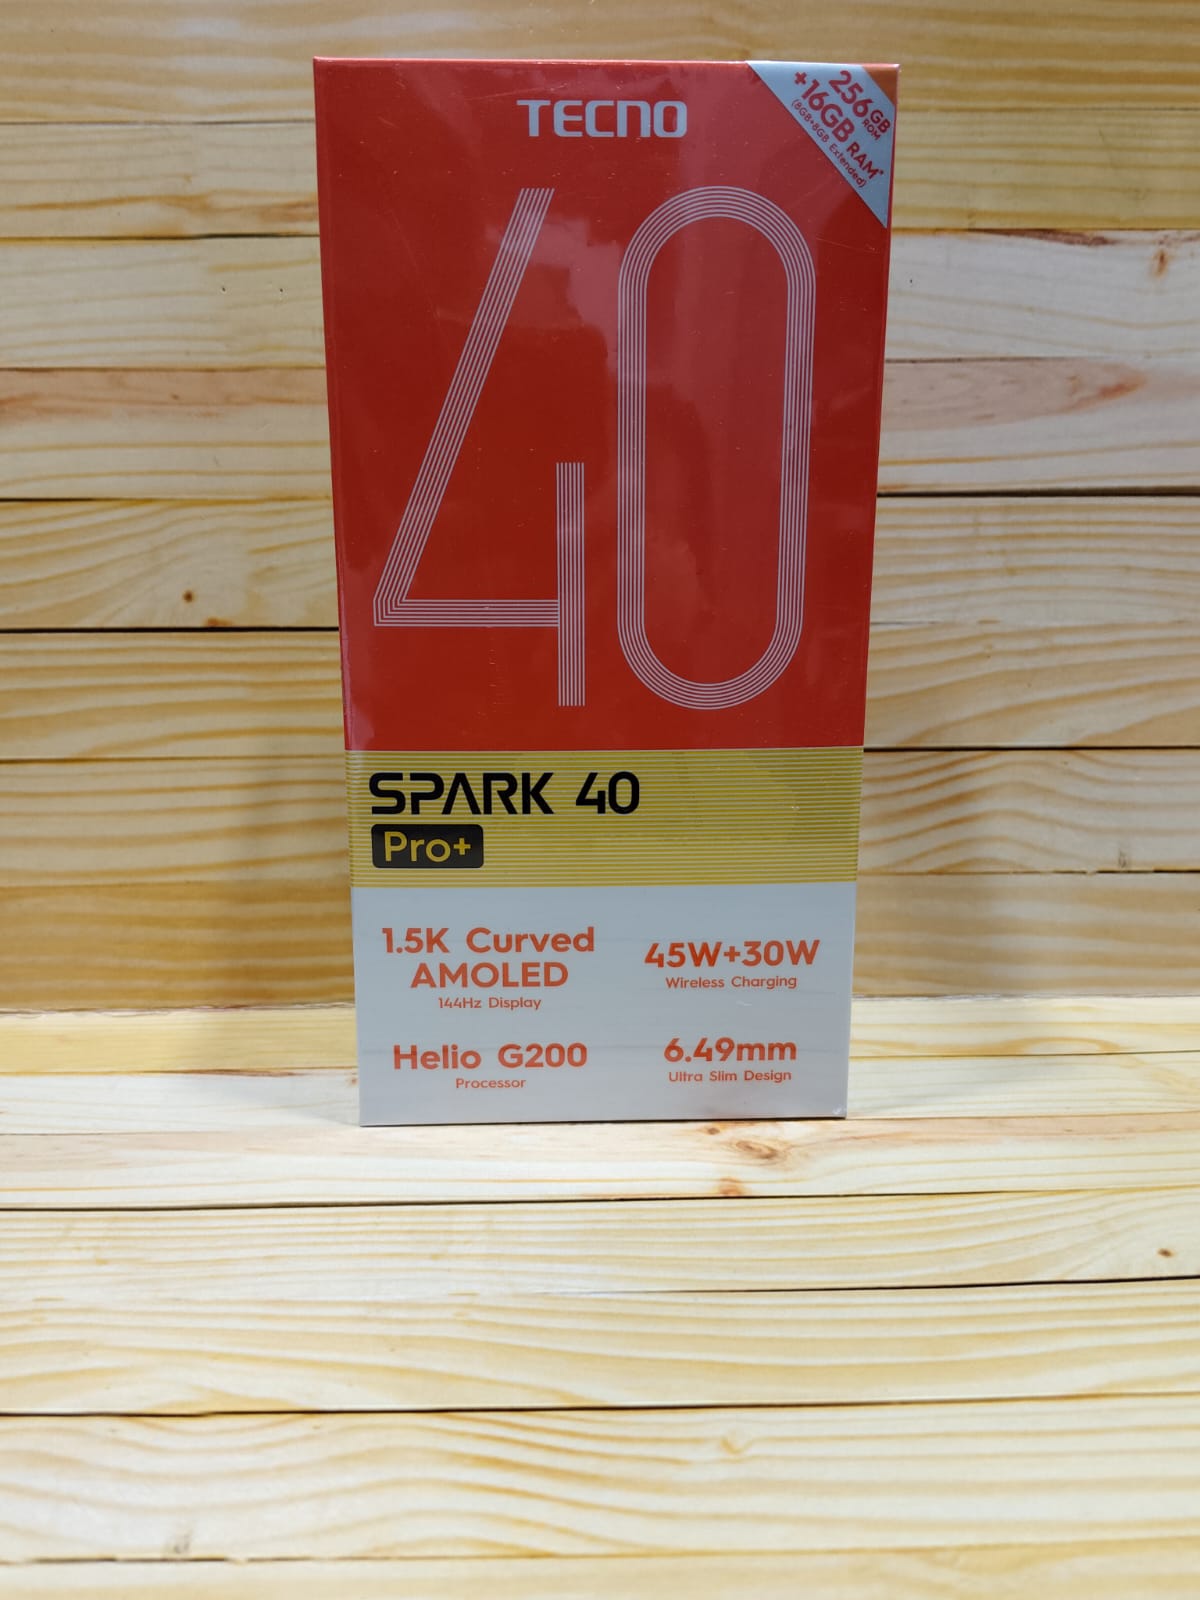 TECNO
256GB ROM
+16GB RAM*
(8GB+8GB Extended)
40
SPARK 40
Pro+
1.5K Curved
AMOLED
144Hz Display
45W+30W
Wireless Charging
Helio G200
Processor
6.49mm
Ultra Slim Design